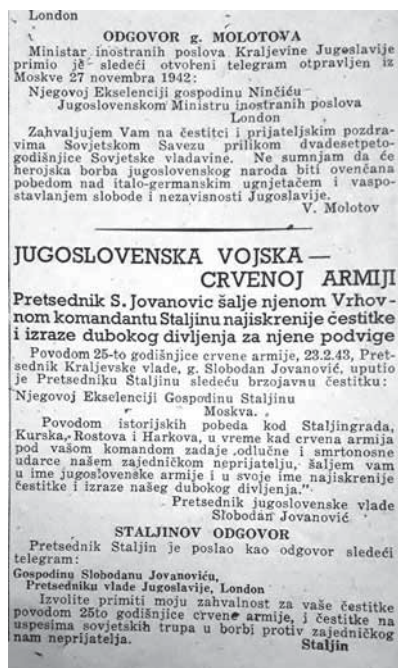 London
ODGOVOR g. MOLOTOVA
Ministar inostranih poslova Kraljevine Jugoslavije
primio je sledeći otvoreni telegram otpravljen iz
Moskve 27 novembra 1942:
Njegovoj Ekselenciji gospodinu Ninčiću
Jugoslovenskom Ministru inostranih poslova
London
Zahvaljujem Vam na čestitci i prijateljskim pozdra-
vima Sovjetskom Savezu prilikom dvadesetpeto-
godišnjice Sovjetske vladavine. Ne sumnjam da će
herojska borba jugoslovenskog naroda biti ovenčana
pobedom nad italo-germanskim ugnjetačem i vaspo-
stavlanjem slobode i nezavisnosti Jugoslavije.
V. Molotov
JUGOSLOVENSKA VOJSKA —
CRVENOJ ARMIJI
Pretsednik S. Jovanovic šalje njenom Vrhov-
nom komandantu Staljinu najiskrenije čestitke
i izraze dubokog divljenja za njene podvige
Povodom 25-to godišnjice crvene armije, 23.2.43, Pret-
sednik Kraljevske vlade, g. Slobodan Jovanović, uputio
je Pretsedniku Staljinu sledeću brzojavnu čestitku:
Njegovoj Ekselenciji Gospodinu Staljinu
Moskva.
Povodom istorijskih pobeda kod Staljingrada,
Kurska, Rostova i Harkova, u vreme kad crvena armija
pod vašom komandom zadaje odlučne i smrtonosne
udarce našem zajedničkom neprijatelju, šaljem vam
u ime jugoslovenske armije i u svoje ime najiskrenije
čestitke i izraze našeg dubokog divljenja."
Pretsednik jugoslovenske vlade
Slobodan Jovanović
STALJINOV ODGOVOR
Pretsednik Staljin je poslao kao odgovor sledeći
telegram:
Gospodinu Slobodanu Jovanoviću,
Pretsedniku vlade Jugoslavije, London
Izvolite primiti moju zahvalnost za vaše čestitke
povodom 25to godišnjice crvene armije, i čestitke na
uspesima sovjetskih trupa u borbi protiv zajedničkog
nam neprijatelja.
Staljin